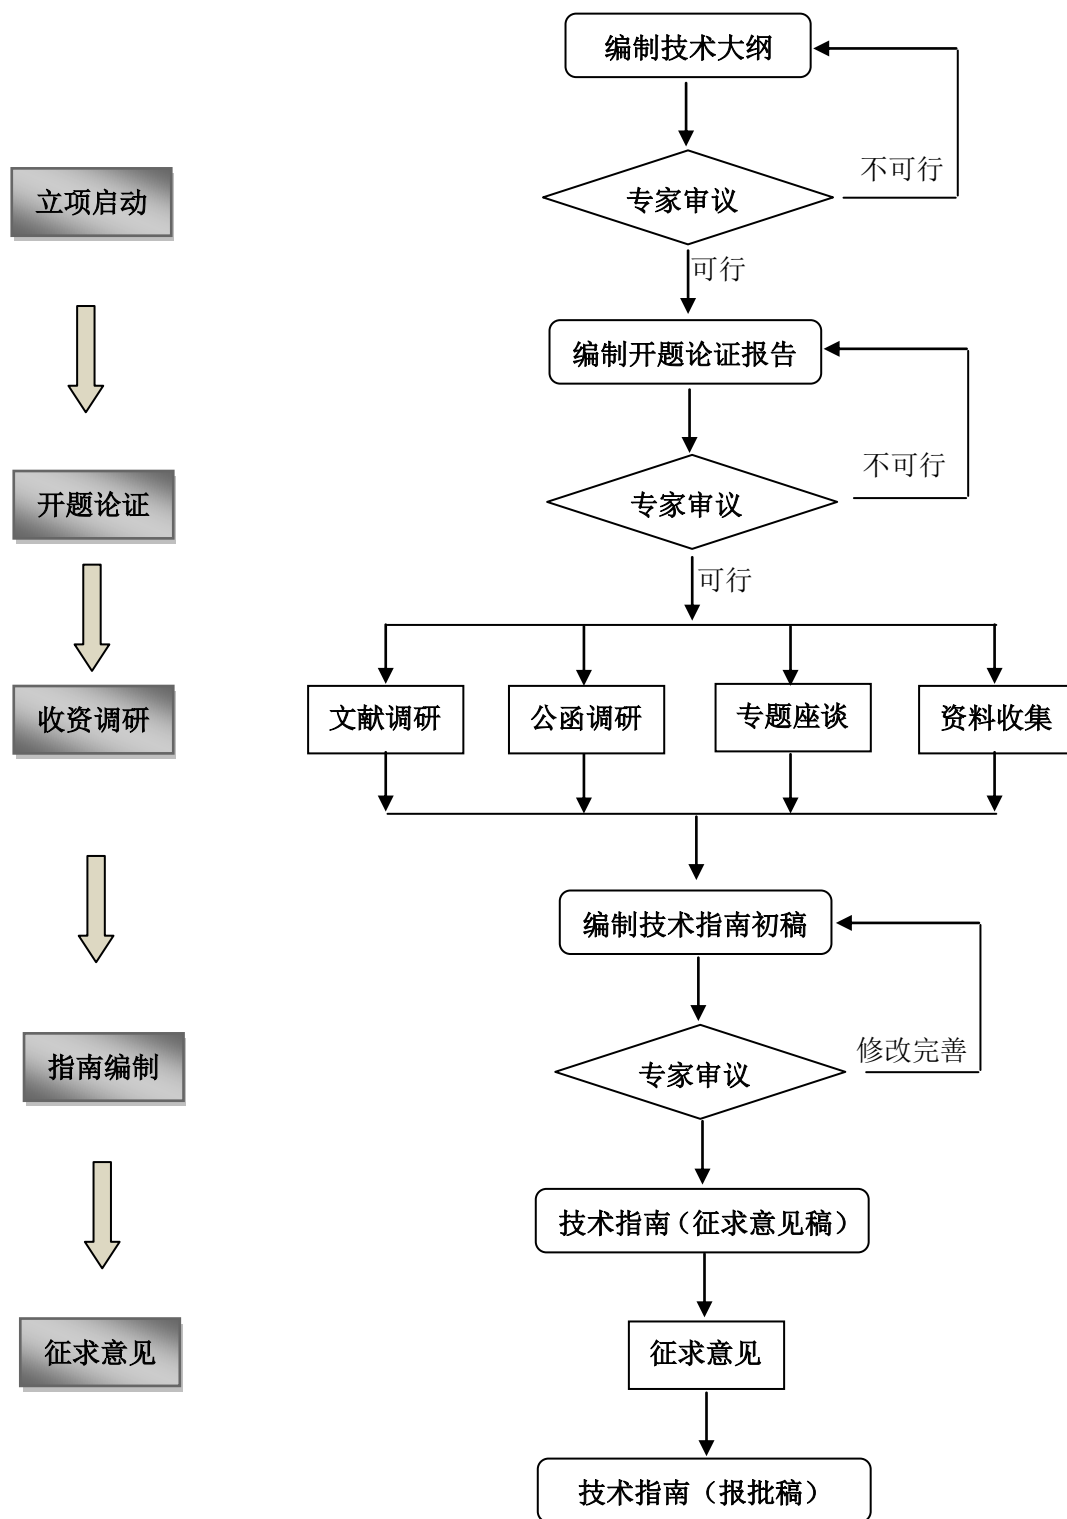 编制技术大纲
不可行
立项启动
专家审议
可行
编制开题论证报告
不可行
开题论证
专家审议
可行
收资调研
文献调研
公函调研
专题座谈
资料收集
编制技术指南初稿
修改完善
指南编制
专家审议
技术指南（征求意见稿）
征求意见
征求意见
技术指南（报批稿）